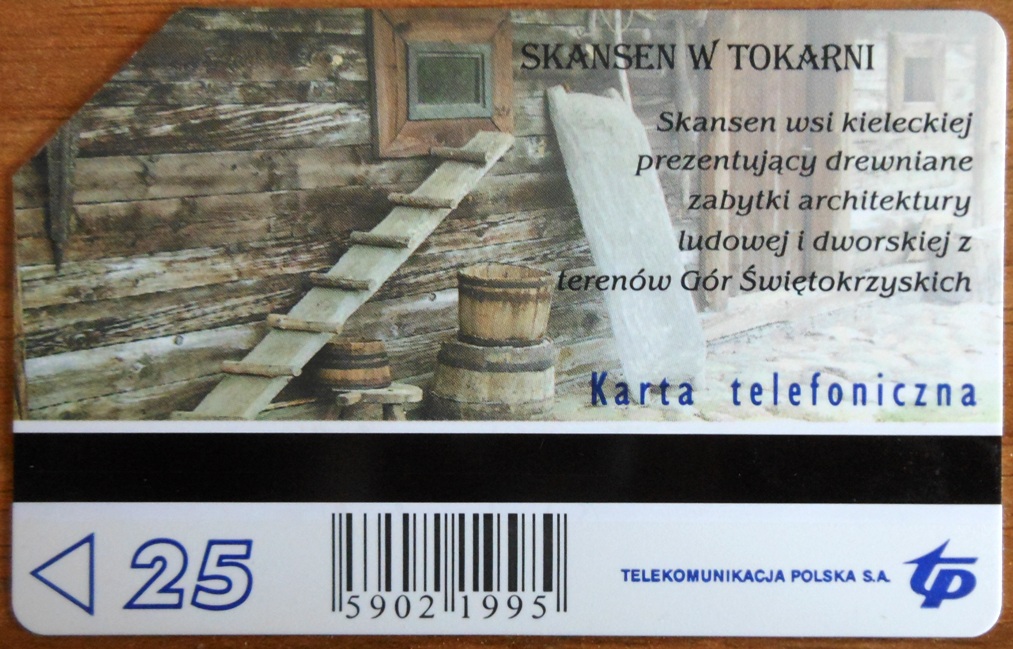 SKANSEN W TOKARNI
Skansen wsi kieleckiej
prezentujący drewniane
zabytki architektury
ludowej i dworskiej z
terenów Gór Świętokrzyskich
Karta telefoniczna
25
5902 1995
TELEKOMUNIKACJA POLSKA S.A.
tp